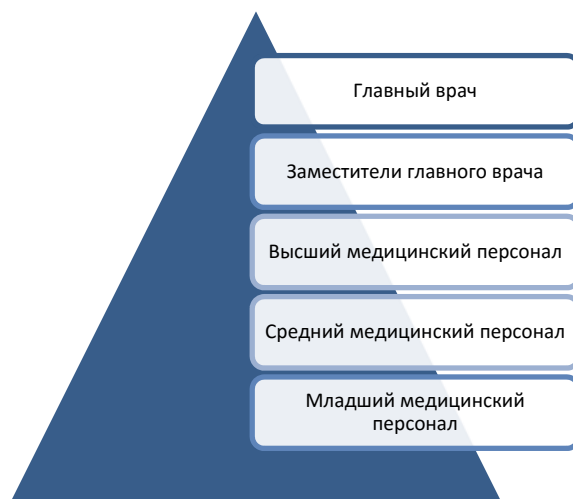 Главный врач
Заместители главного врача
Высший медицинский персонал
Средний медицинский персонал
Младший медицинский
персонал